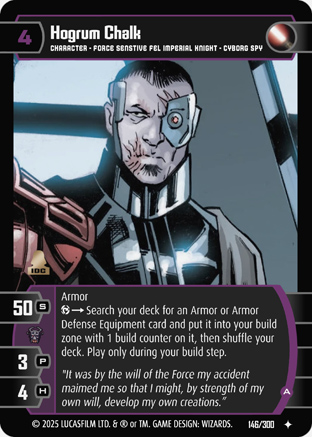 4
Hogrum Chalk
CHARACTER - FORCE SENSTIVE FEL IMPERIAL KNIGHT - CYBORG SPY
IDC
50 S
3 P
4 H
Armor
→ Search your deck for an Armor or Armor
Defense Equipment card and put it into your build
zone with 1 build counter on it, then shuffle your
deck. Play only during your build step.
"It was by the will of the Force my accident
maimed me so that I might, by strength of my
own will, develop my own creations."
A
© 2025 LUCASFILM LTD. & ® OR TM. GAME DESIGN: WIZARDS.
146/300